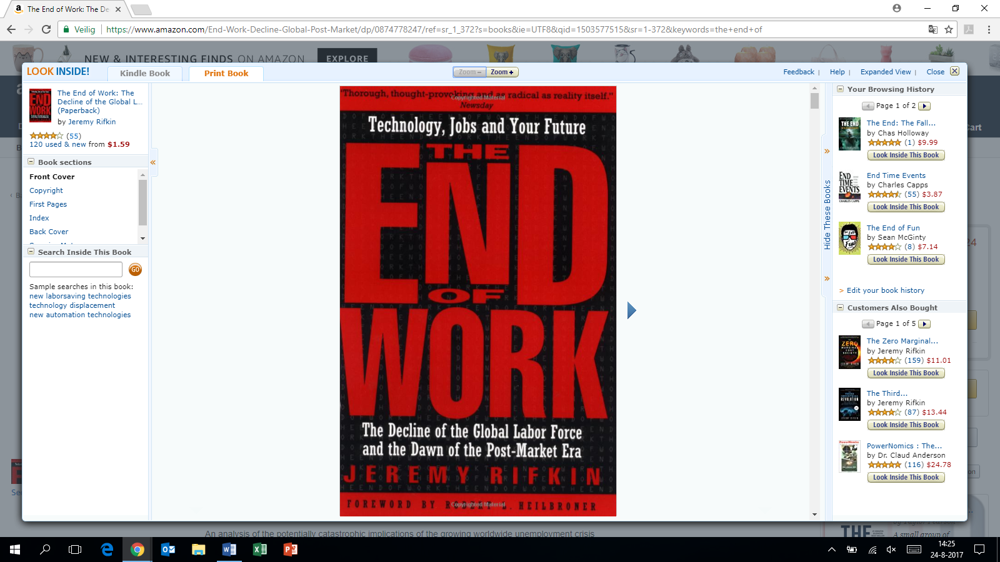 The End of Work: The De
Veilig
https://www.amazon.com/End-Work-Decline-Global-Post-Market/dp/0874778247/ref=sr_1_372?s=books&ie=UTF8&qid=1503577515&sr=1-372&keywords=the+end+of
NEW & INTERESTING FINDS ON AMAZON
EXPLORE
LOOK INSIDE!
Kindle Book
Print Book
Zoom −
Zoom +
Feedback |
Help |
Expanded View |
Close
The End of Work: The
Decline of the Global L...
(Paperback)
by Jeremy Rifkin
(55)
120 used & new from $1.59
Book sections
Front Cover
Copyright
First Pages
Index
Back Cover
Search Inside This Book
GO
Sample searches in this book:
new laborsaving technologies
technology displacement
new automation technologies
"Thorough, thought-provoking and as radical as reality itself."
Copyrighted Material
Newsday
Technology, Jobs and Your Future
THE
END
OF
WORK
The Decline of the Global Labor Force
and the Dawn of the Post-Market Era
JEREMY RIFKIN
FOREWORD BY ROBERT L. HEILBRONER
Copyrighted Material
Hide These Books
Your Browsing History
Page 1 of 2
The End: The Fall...
by Chas Holloway
(1) $9.99
Look Inside This Book
End Time Events
by Charles Capps
(55) $3.87
Look Inside This Book
The End of Fun
by Sean McGinty
(8) $7.14
Look Inside This Book
> Edit your book history
Customers Also Bought
Page 1 of 5
The Zero Marginal...
by Jeremy Rifkin
(159) $11.01
Look Inside This Book
The Third...
by Jeremy Rifkin
(87) $13.44
Look Inside This Book
PowerNomics : The...
by Dr. Claud Anderson
(116) $24.78
Look Inside This Book
Cart
An analysis of the potentially catastrophic implications of the growing worldwide unemployment crisis
A small group of
14:25
24-8-2017